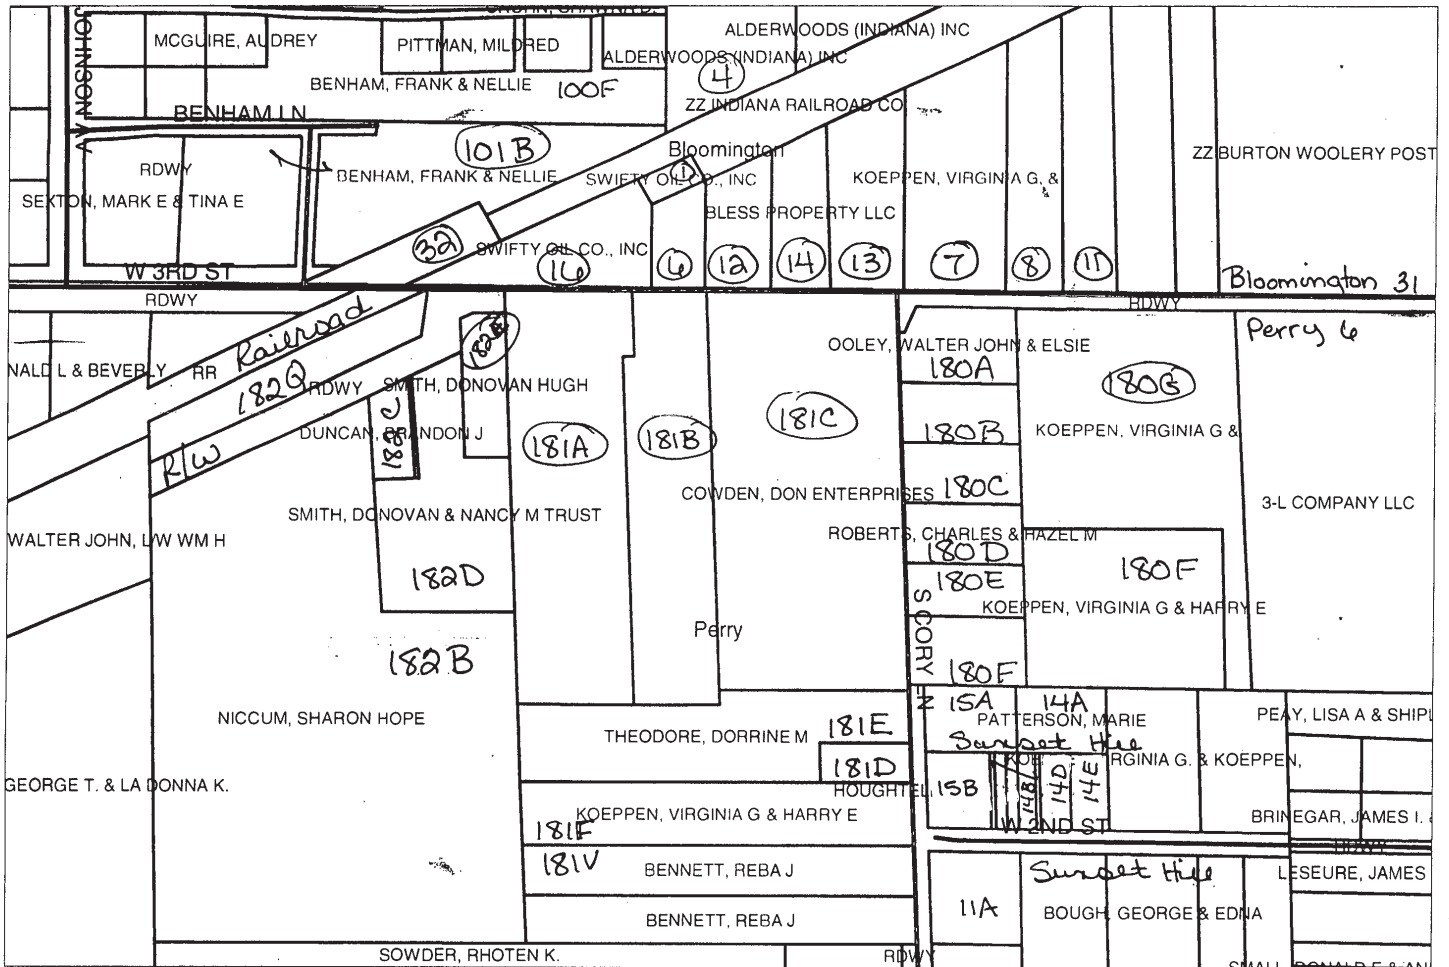 JOHNSON AV
MCGUIRE, AUDREY
PITTMAN, MILDRED
ALDERWOODS (INDIANA) INC
ALDERWOODS (INDIANA) INC
BENHAM, FRANK & NELLIE 100F
4
ZZ INDIANA RAILROAD CO
BENHAM LN
101B
Bloomington
ZZ BURTON WOOLERY POST
RDWY
BENHAM, FRANK & NELLIE
SWIFTY OIL CO., INC
1
KOEPPEN, VIRGINIA G. &
SEXTON, MARK E & TINA E
BLESS PROPERTY LLC
32
SWIFTY OIL CO., INC
W 3RD ST
16
6
12
14
13
7
8
11
Bloomington 31
RDWY
RDWY
Railroad
Perry 6
OOLEY, WALTER JOHN & ELSIE
NALD L & BEVERLY
RR
180A
182Q
RDWY
SMITH, DONOVAN HUGH
180G
182C
181C
DUNCAN, BRANDON J
181A
181B
180B
KOEPPEN, VIRGINIA G &
R/W
COWDEN, DON ENTERPRISES 180C
3-L COMPANY LLC
SMITH, DONOVAN & NANCY M TRUST
WALTER JOHN, L/W WM H
ROBERTS, CHARLES & HAZEL M
180D
182D
180E
180F
KOEPPEN, VIRGINIA G & HARRY E
S CORY LN
Perry
182B
180F
15A
14A
NICCUM, SHARON HOPE
PATTERSON, MARIE
PEAY, LISA A & SHIPL
THEODORE, DORRINE M
181E
Sunset Hill
181D
RGINIA G. & KOEPPEN,
GEORGE T. & LA DONNA K.
HOUGHTEL
15B
14B
14D
14E
KOEPPEN, VIRGINIA G & HARRY E
181F
W 2ND ST
BRINEGAR, JAMES I. &
RDWY
181V
BENNETT, REBA J
Sunset Hill
LESEURE, JAMES
11A
BOUGH, GEORGE & EDNA
BENNETT, REBA J
SOWDER, RHOTEN K.
RDWY